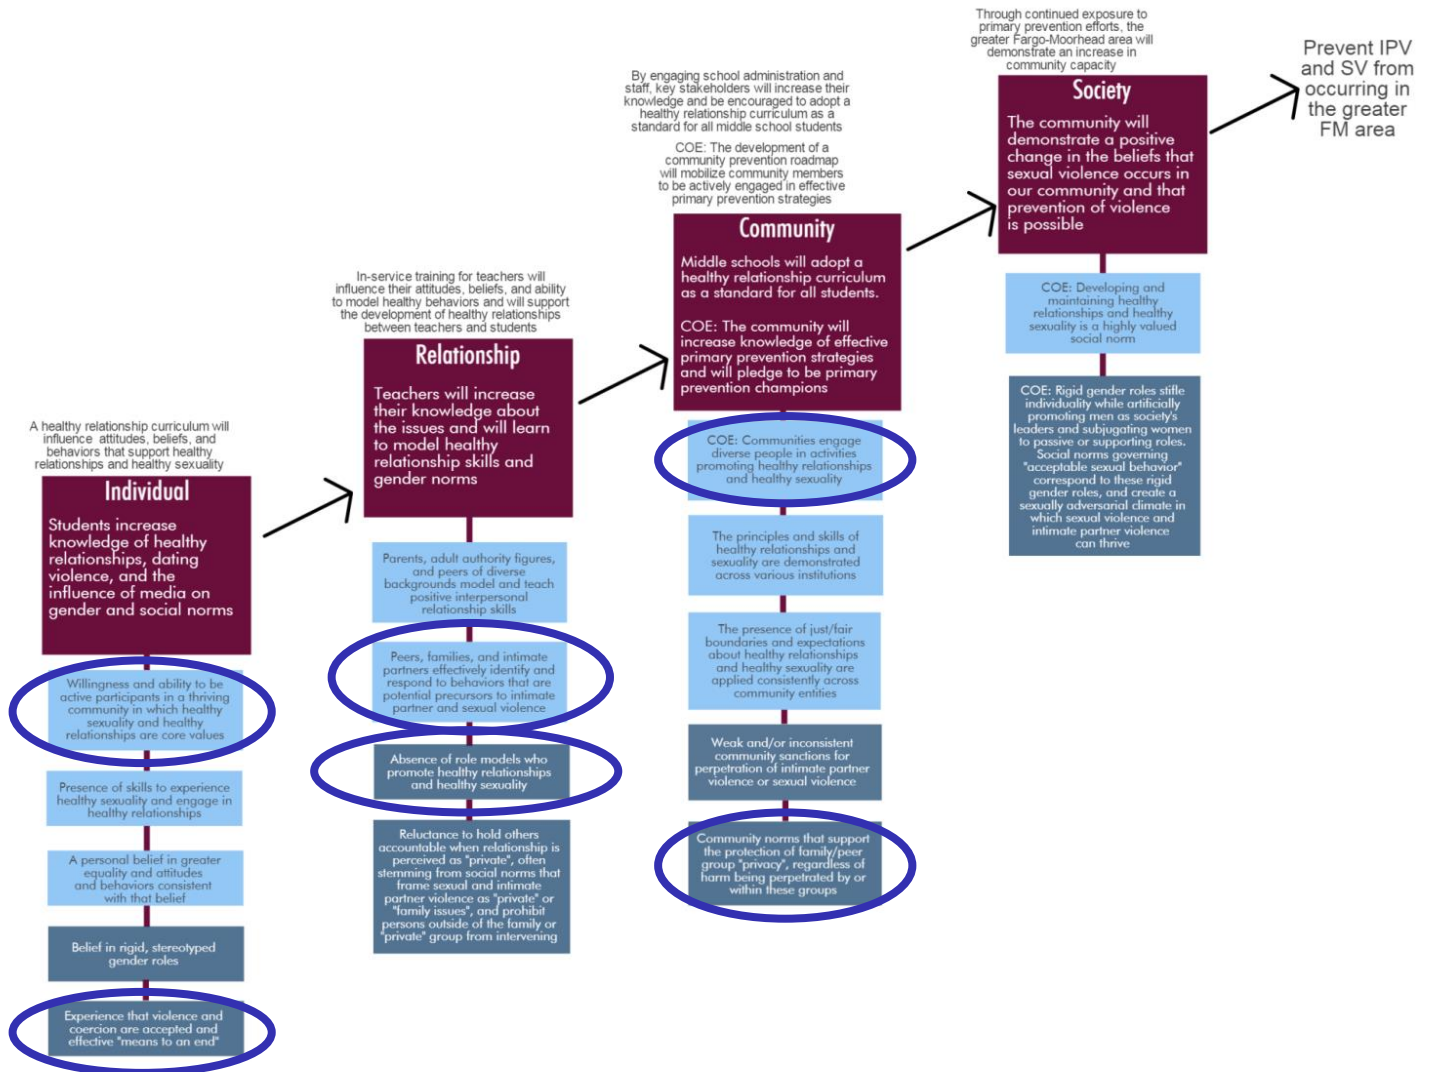 A healthy relationship curriculum will
influence attitudes, beliefs, and
behaviors that support healthy
relationships and healthy sexuality
Individual
Students increase
knowledge of healthy
relationships, dating
violence, and the
influence of media on
gender and social norms
Willingness and ability to be
active participants in a thriving
community in which healthy
sexuality and healthy
relationships are core values
Presence of skills to experience
healthy sexuality and engage in
healthy relationships
A personal belief in greater
equality and attitudes
and behaviors consistent
with that belief
Belief in rigid, stereotyped
gender roles
Experience that violence and
coercion are accepted and
effective "means to an end"
In-service training for teachers will
influence their attitudes, beliefs, and ability
to model healthy behaviors and will support
the development of healthy relationships
between teachers and students
Relationship
Teachers will increase
their knowledge about
the issues and will learn
to model healthy
relationship skills and
gender norms
Parents, adult authority figures,
and peers of diverse
backgrounds model and teach
positive interpersonal
relationship skills
Peers, families, and intimate
partners effectively identify and
respond to behaviors that are
potential precursors to intimate
partner and sexual violence
Absence of role models who
promote healthy relationships
and healthy sexuality
Reluctance to hold others
accountable when relationship is
perceived as "private", often
stemming from social norms that
frame sexual and intimate
partner violence as "private" or
"family issues", and prohibit
persons outside of the family or
"private" group from intervening
By engaging school administration and
staff, key stakeholders will increase their
knowledge and be encouraged to adopt a
healthy relationship curriculum as a
standard for all middle school students
COE: The development of a
community prevention roadmap
will mobilize community members
to be actively engaged in effective
primary prevention strategies
Community
Middle schools will adopt a
healthy relationship curriculum
as a standard for all students.
COE: The community will
increase knowledge of effective
primary prevention strategies
and will pledge to be primary
prevention champions
COE: Communities engage
diverse people in activities
promoting healthy relationships
and healthy sexuality
The principles and skills of
healthy relationships and
sexuality are demonstrated
across various institutions
The presence of just/fair
boundaries and expectations
about healthy relationships
and healthy sexuality are
applied consistently across
community entities
Weak and/or inconsistent
community sanctions for
perpetration of intimate partner
violence or sexual violence
Community norms that support
the protection of family/peer
group "privacy", regardless of
harm being perpetrated by or
within these groups
Through continued exposure to
primary prevention efforts, the
greater Fargo-Moorhead area will
demonstrate an increase in
community capacity
Society
The community will
demonstrate a positive
change in the beliefs that
sexual violence occurs in
our community and that
prevention of violence
is possible
COE: Developing and
maintaining healthy
relationships and healthy
sexuality is a highly valued
social norm
COE: Rigid gender roles stifle
individuality while artificially
promoting men as society's
leaders and subjugating women
to passive or supporting roles.
Social norms governing
"acceptable sexual behavior"
correspond to these rigid
gender roles, and create a
sexually adversarial climate in
which sexual violence and
intimate partner violence
can thrive
Prevent IPV
and SV from
occurring in
the greater
FM area